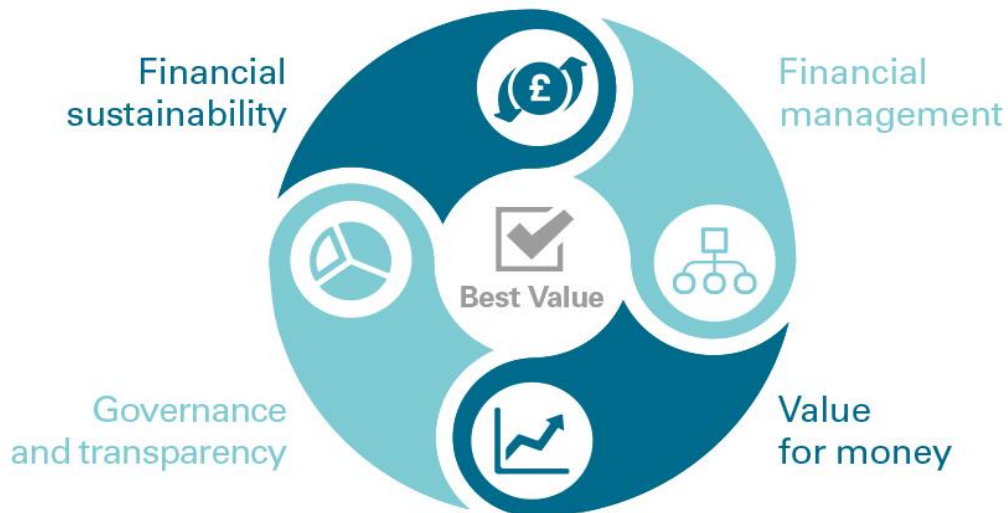 Financial
sustainability
Financial
management
£
Best Value
Governance
and transparency
Value
for money